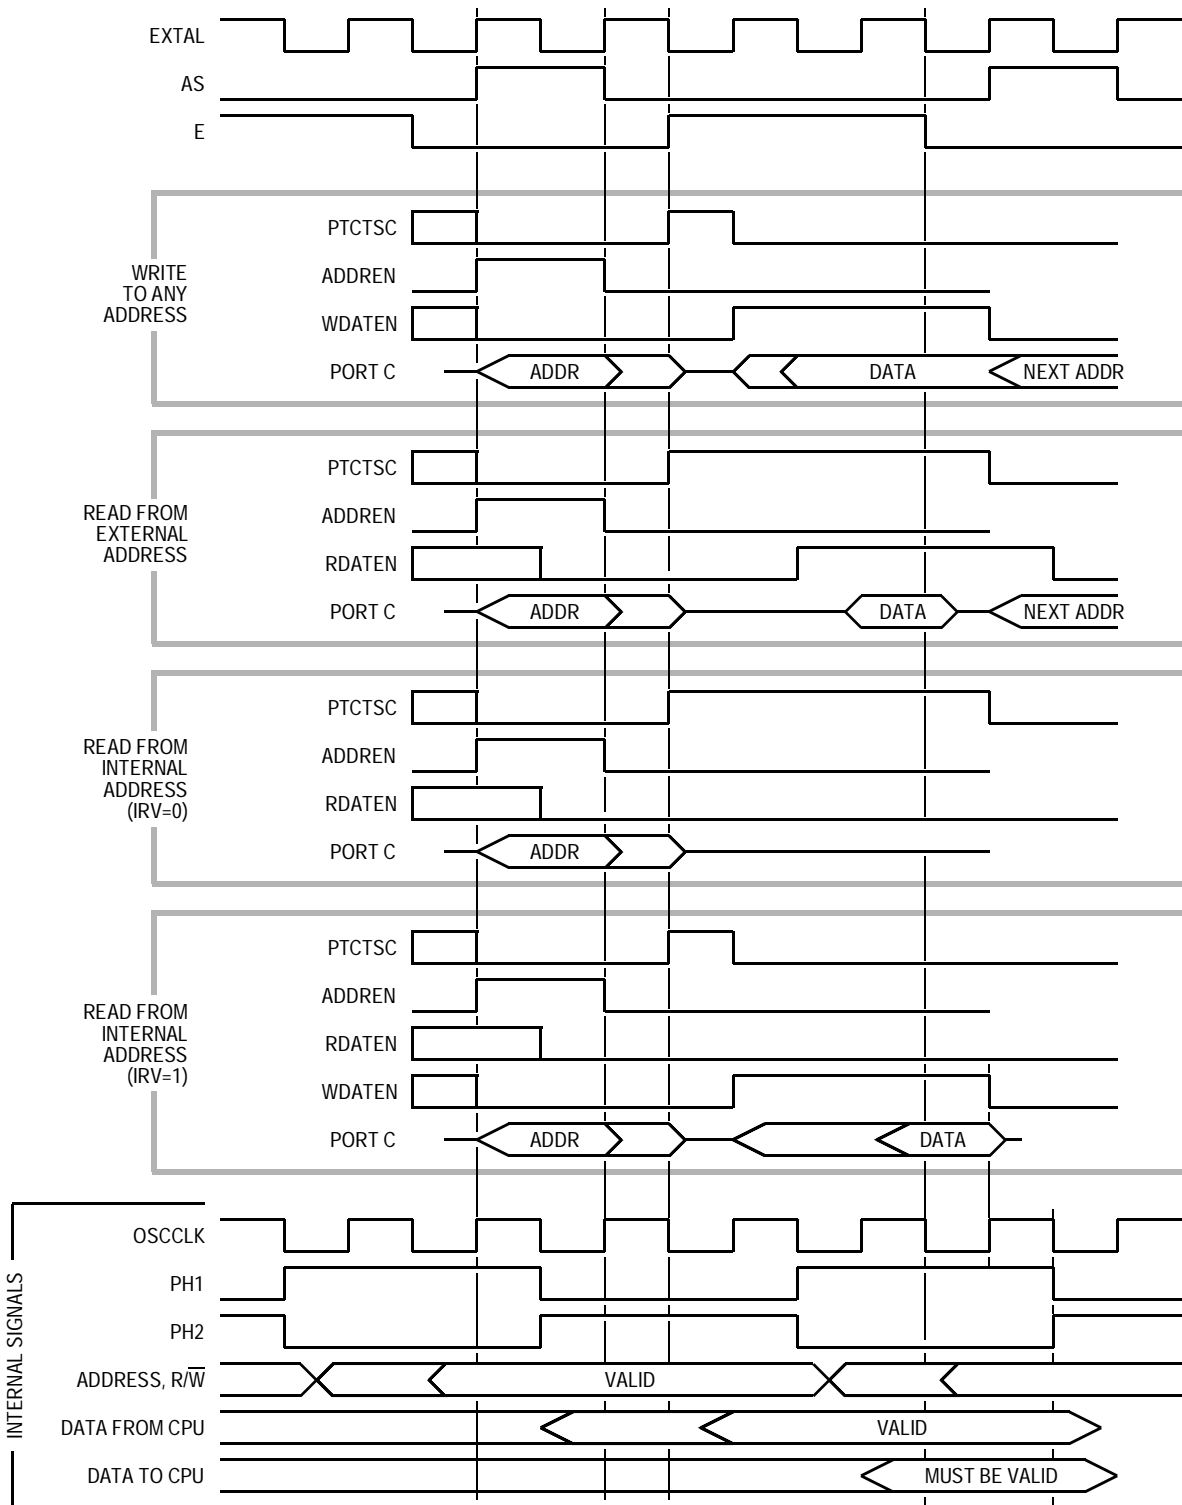 EXTAL
AS
E
WRITE
TO ANY
ADDRESS
PTCTSC
ADDREN
WDATEN
PORT C
ADDR
DATA
NEXT ADDR
READ FROM
EXTERNAL
ADDRESS
PTCTSC
ADDREN
RDATEN
PORT C
ADDR
DATA
NEXT ADDR
READ FROM
INTERNAL
ADDRESS
(IRV=0)
PTCTSC
ADDREN
RDATEN
PORT C
ADDR
READ FROM
INTERNAL
ADDRESS
(IRV=1)
PTCTSC
ADDREN
RDATEN
WDATEN
PORT C
ADDR
DATA
INTERNAL SIGNALS
OSCCLK
PH1
PH2
ADDRESS, R/W̅
VALID
DATA FROM CPU
VALID
DATA TO CPU
MUST BE VALID